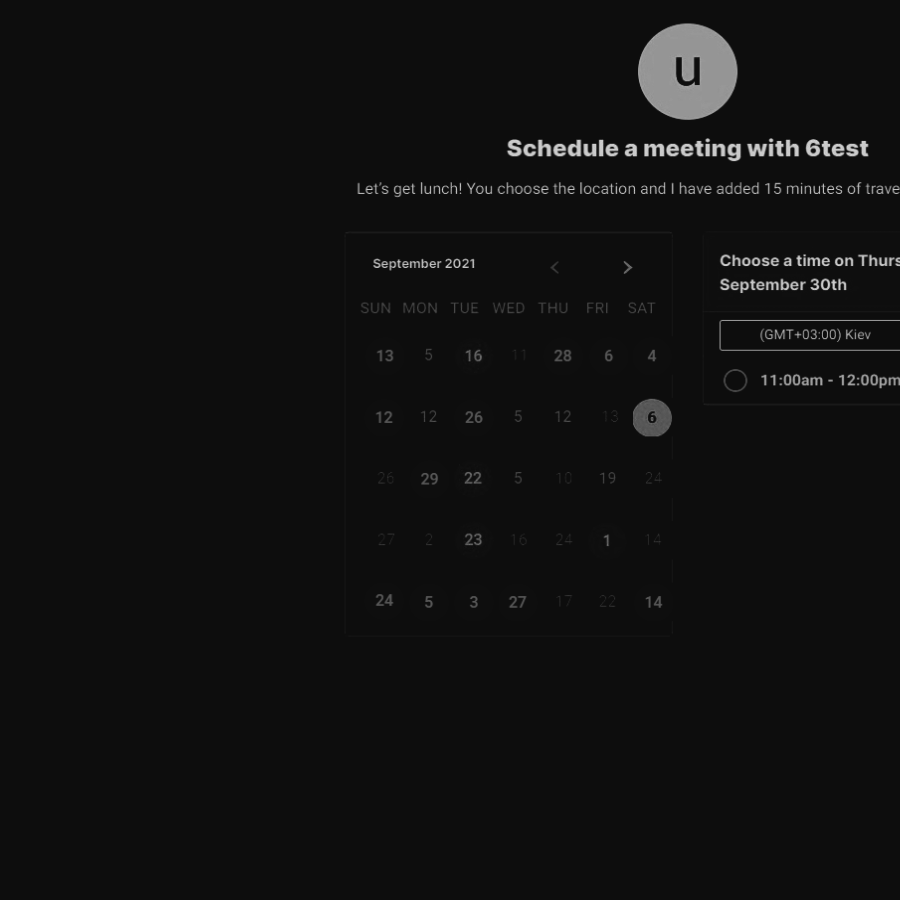 u
Schedule a meeting with 6test
Let's get lunch! You choose the location and I have added 15 minutes of trave
September 2021
SUN MON TUE WED THU FRI SAT
13 5 16 11 28 6 4
12 12 26 5 12 13 6
26 29 22 5 10 19 24
27 2 23 16 24 1 14
24 5 3 27 17 22 14
Choose a time on Thurs
September 30th
(GMT+03:00) Kiev
11:00am - 12:00pm